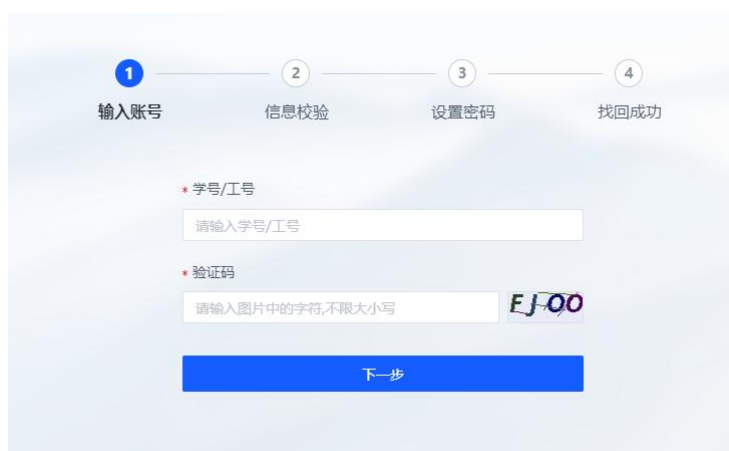 1
2
3
4
输入账号
信息校验
设置密码
找回成功
* 学号/工号
请输入学号/工号
* 验证码
请输入图片中的字符,不限大小写
下一步